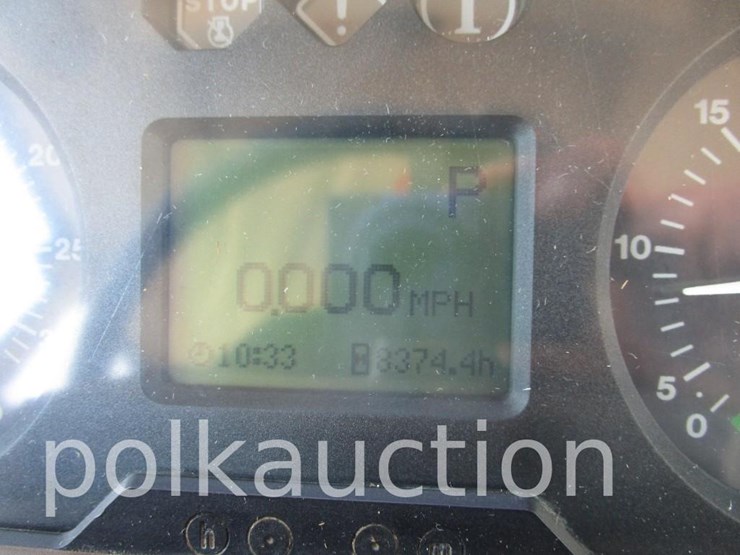 STOP ! i
20 15
25 10
P
0.000 MPH
10:33 3374.4h
5
0
polkauction
h m